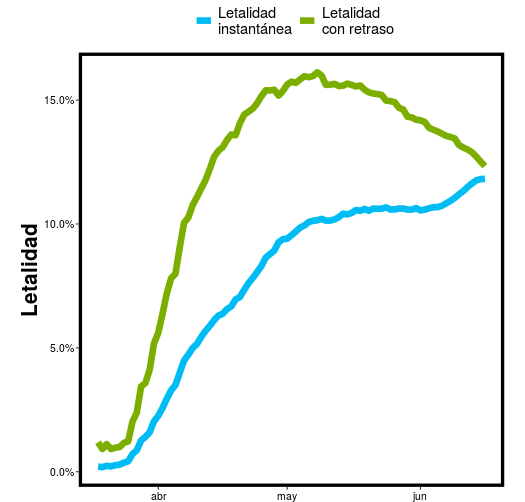 Letalidad
instantánea
Letalidad
con retraso
Letalidad
15.0%
10.0%
5.0%
0.0%
abr
may
jun